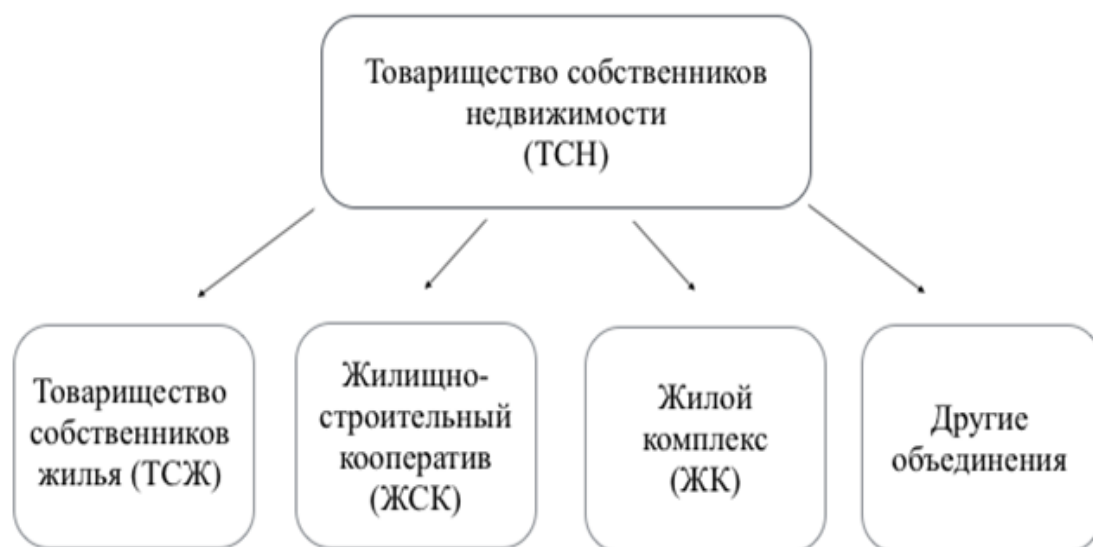 Товарищество собственников
недвижимости
(ТСН)
Товарищество
собственников
жилья (ТСЖ)
Жилищно-
строительный
кооператив
(ЖСК)
Жилой
комплекс
(ЖК)
Другие
объединения